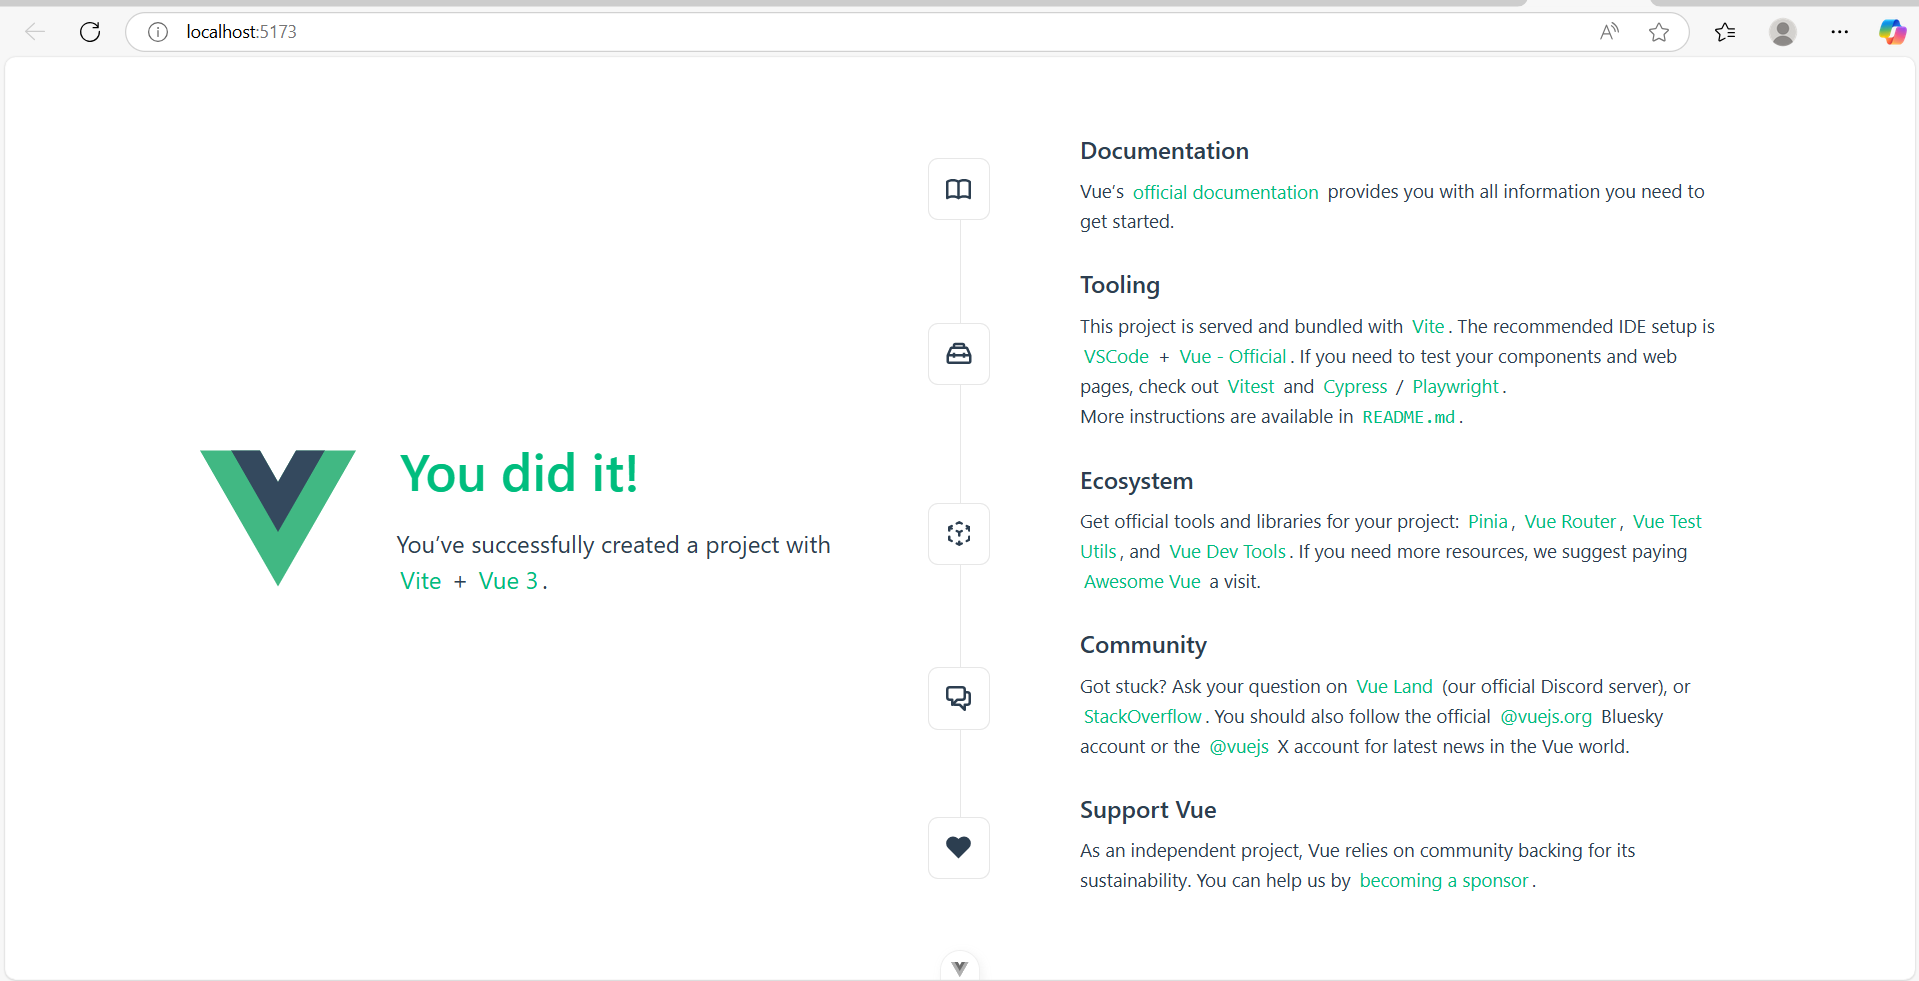 localhost:5173
You did it!
You’ve successfully created a project with
Vite + Vue 3.
Documentation
Vue’s official documentation provides you with all information you need to
get started.
Tooling
This project is served and bundled with Vite. The recommended IDE setup is
VSCode + Vue - Official. If you need to test your components and web
pages, check out Vitest and Cypress / Playwright.
More instructions are available in README.md.
Ecosystem
Get official tools and libraries for your project: Pinia, Vue Router, Vue Test
Utils, and Vue Dev Tools. If you need more resources, we suggest paying
Awesome Vue a visit.
Community
Got stuck? Ask your question on Vue Land (our official Discord server), or
StackOverflow. You should also follow the official @vuejs.org Bluesky
account or the @vuejs X account for latest news in the Vue world.
Support Vue
As an independent project, Vue relies on community backing for its
sustainability. You can help us by becoming a sponsor.